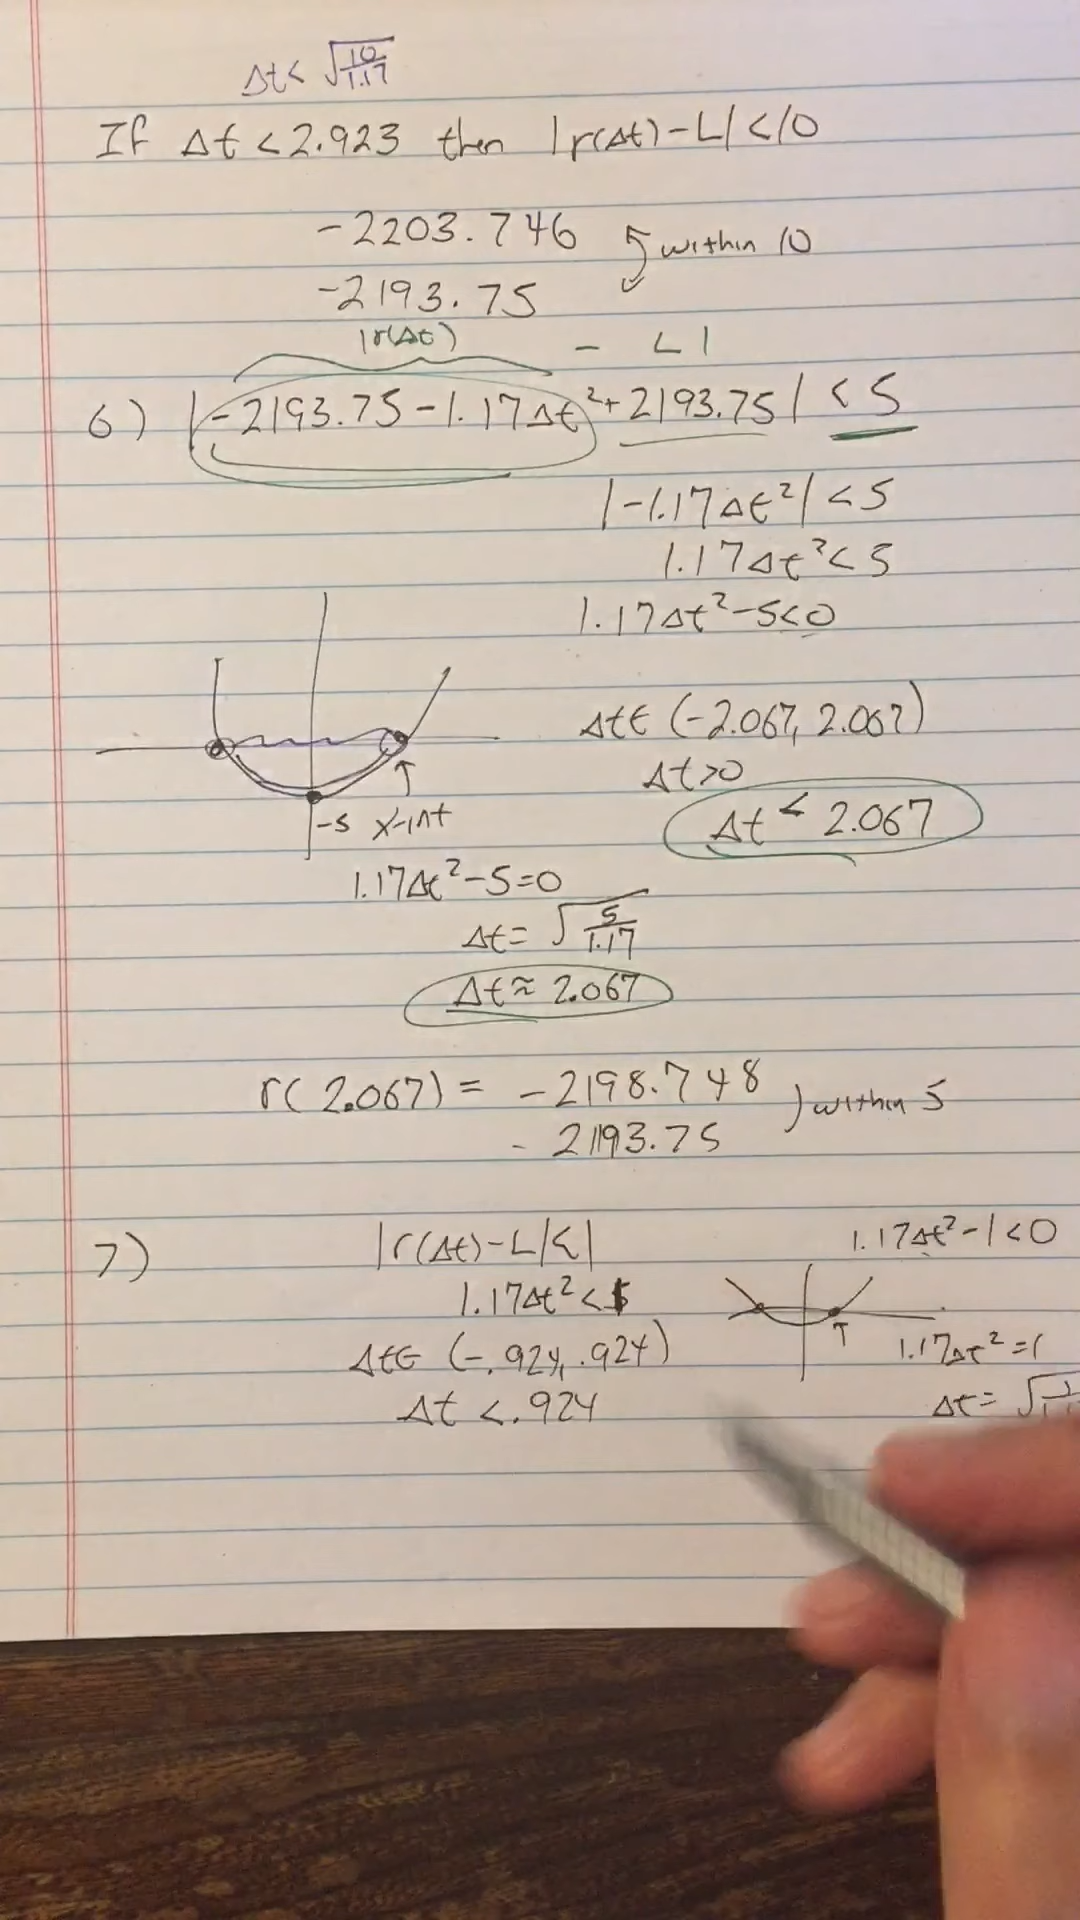 Δt< √10/1.17
If Δt <2.923 then |r(Δt)-L|<10
-2203.746 within 10
-2193.75
|r(Δt) - L|
6) |-2193.75-1.17Δt²+2193.75| <5
|-1.17Δt²|<5
1.17Δt²<5
1.17Δt²-5<0
Δt∈ (-2.067, 2.067)
Δt>0
Δt < 2.067
-5 x-int
1.17Δt²-5=0
Δt= √5/1.17
Δt≈ 2.067
r(2.067) = -2198.748 within 5
-2193.75
7) |r(Δt)-L|<1
1.17Δt²-1<0
1.17Δt²<1
Δt∈ (-.924, .924)
1.17Δt²=1
Δt <.924
Δt= √1